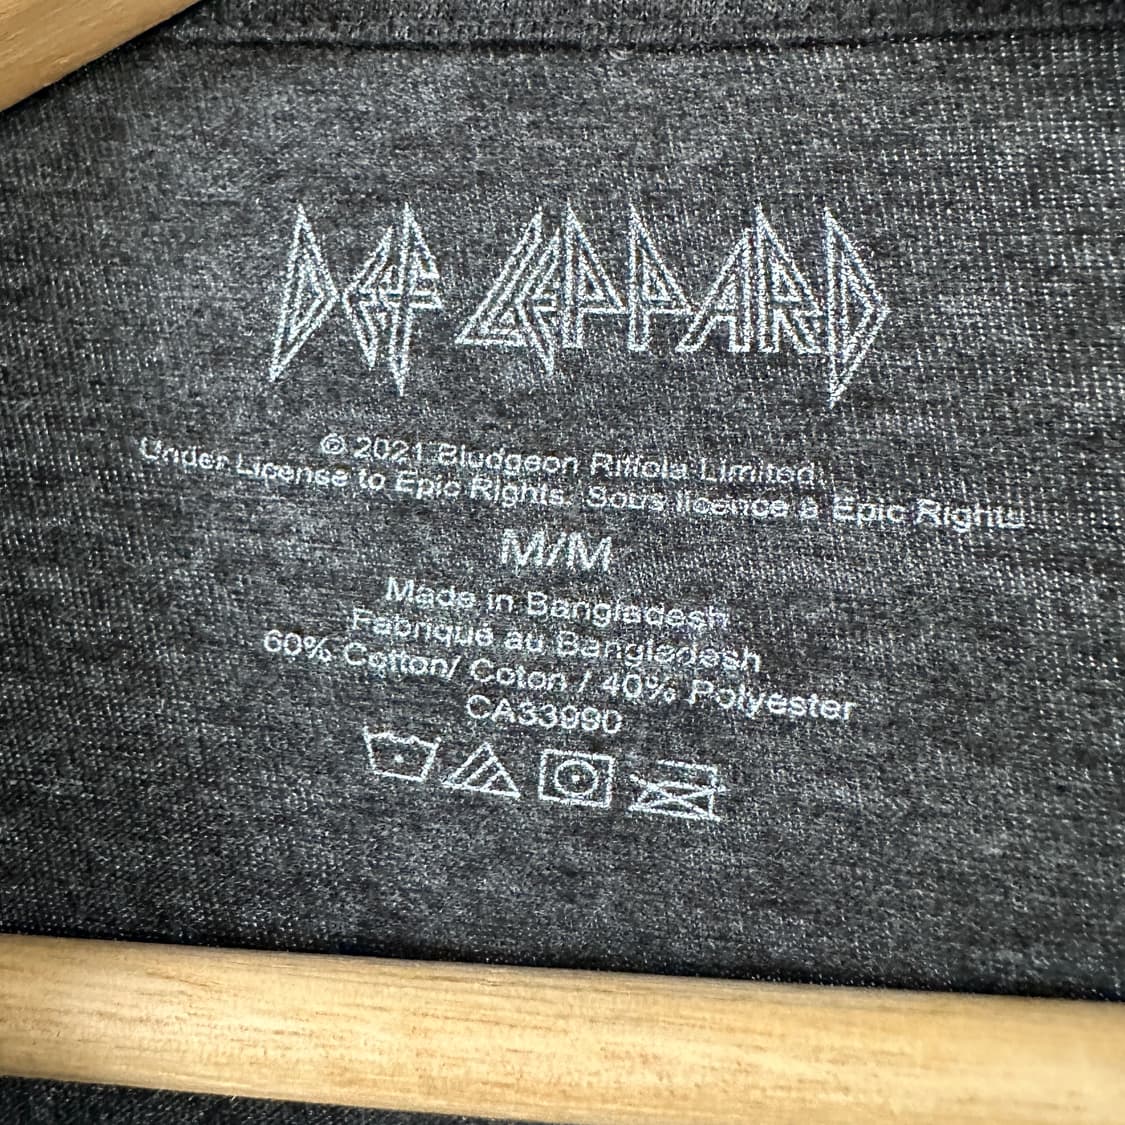 DEF LEPPARD
© 2021 Bludgeon Riffola Limited.
Under License to Epic Rights. Sous licence à Epic Rights
M/M
Made in Bangladesh
Fabriqué au Bangladesh
60% Cotton/ Coton / 40% Polyester
CA33990